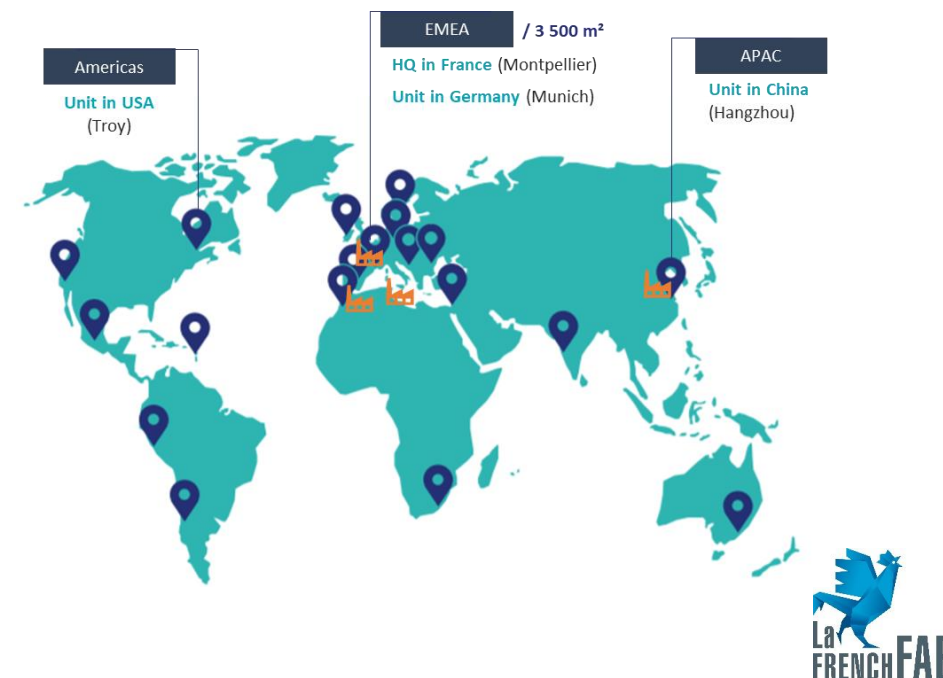 Americas
Unit in USA
(Troy)
EMEA
/ 3 500 m²
HQ in France (Montpellier)
Unit in Germany (Munich)
APAC
Unit in China
(Hangzhou)
La
FRENCH